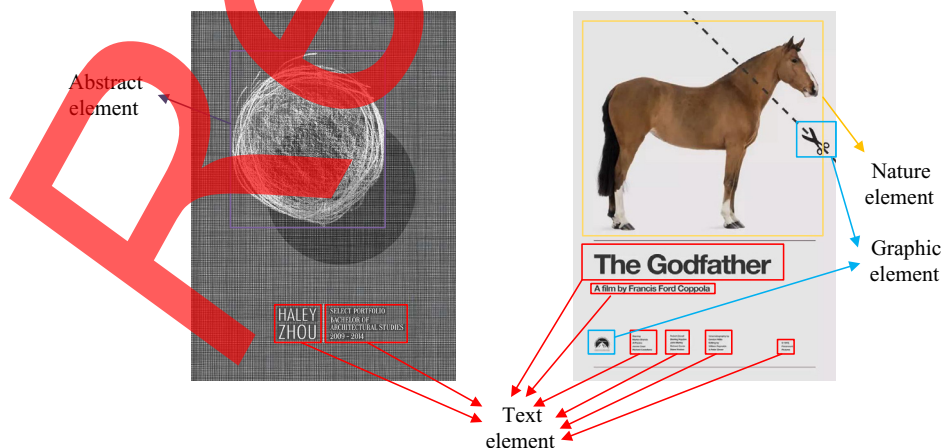 Abstract
element
HALEY
ZHOU
SELECT PORTFOLIO
BACHELOR OF
ARCHITECTURAL STUDIES
2009 - 2014
The Godfather
A film by Francis Ford Coppola
Nature
element
Graphic
element
Text
element